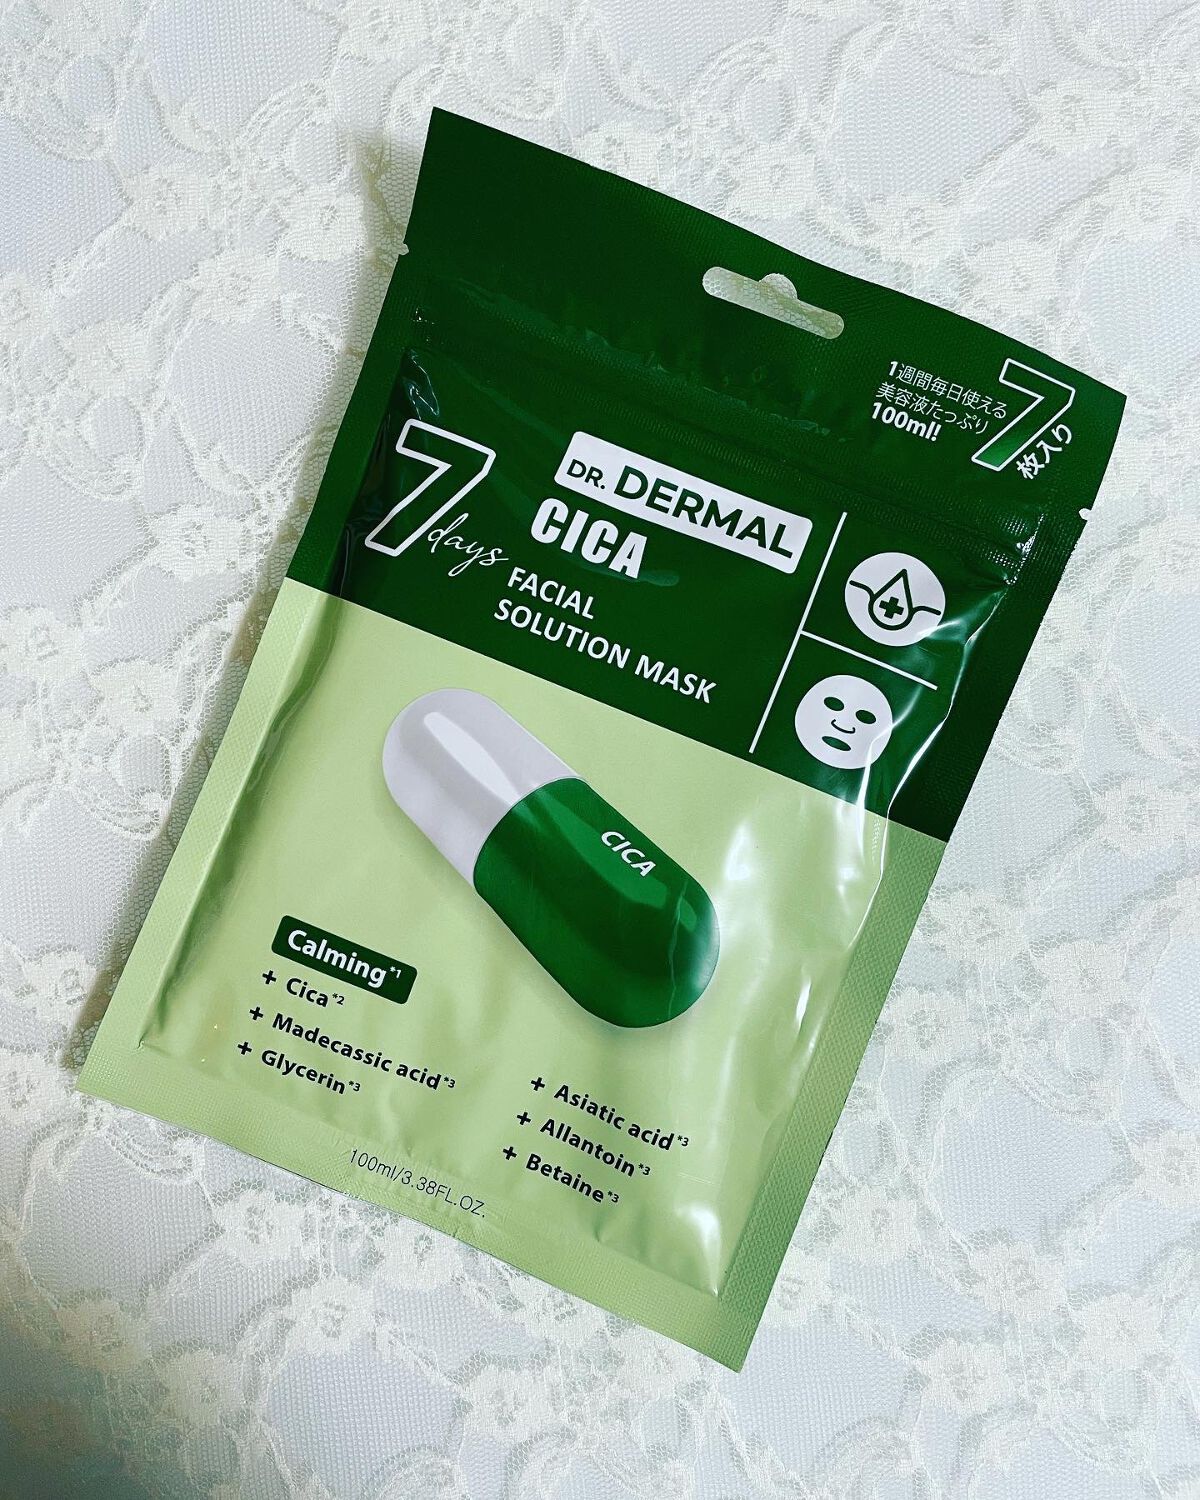 1週間毎日使える
美容液たっぷり
100ml!
7枚入り
7days
DR. DERMAL
CICA
FACIAL
SOLUTION MASK
CICA
Calming*1
+ Cica*2
+ Madecassic acid*3
+ Glycerin*3
+ Asiatic acid*3
+ Allantoin*3
+ Betaine*3
100ml/3.38FL.OZ.